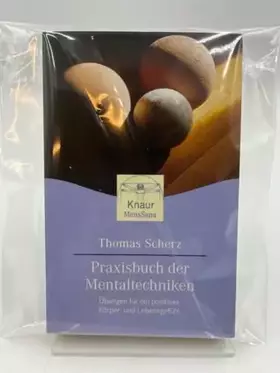 Knaur
MensSana
Thomas Scherz
Praxisbuch der
Mentaltechniken
Übungen für ein positives
Körper- und Lebensgefühl